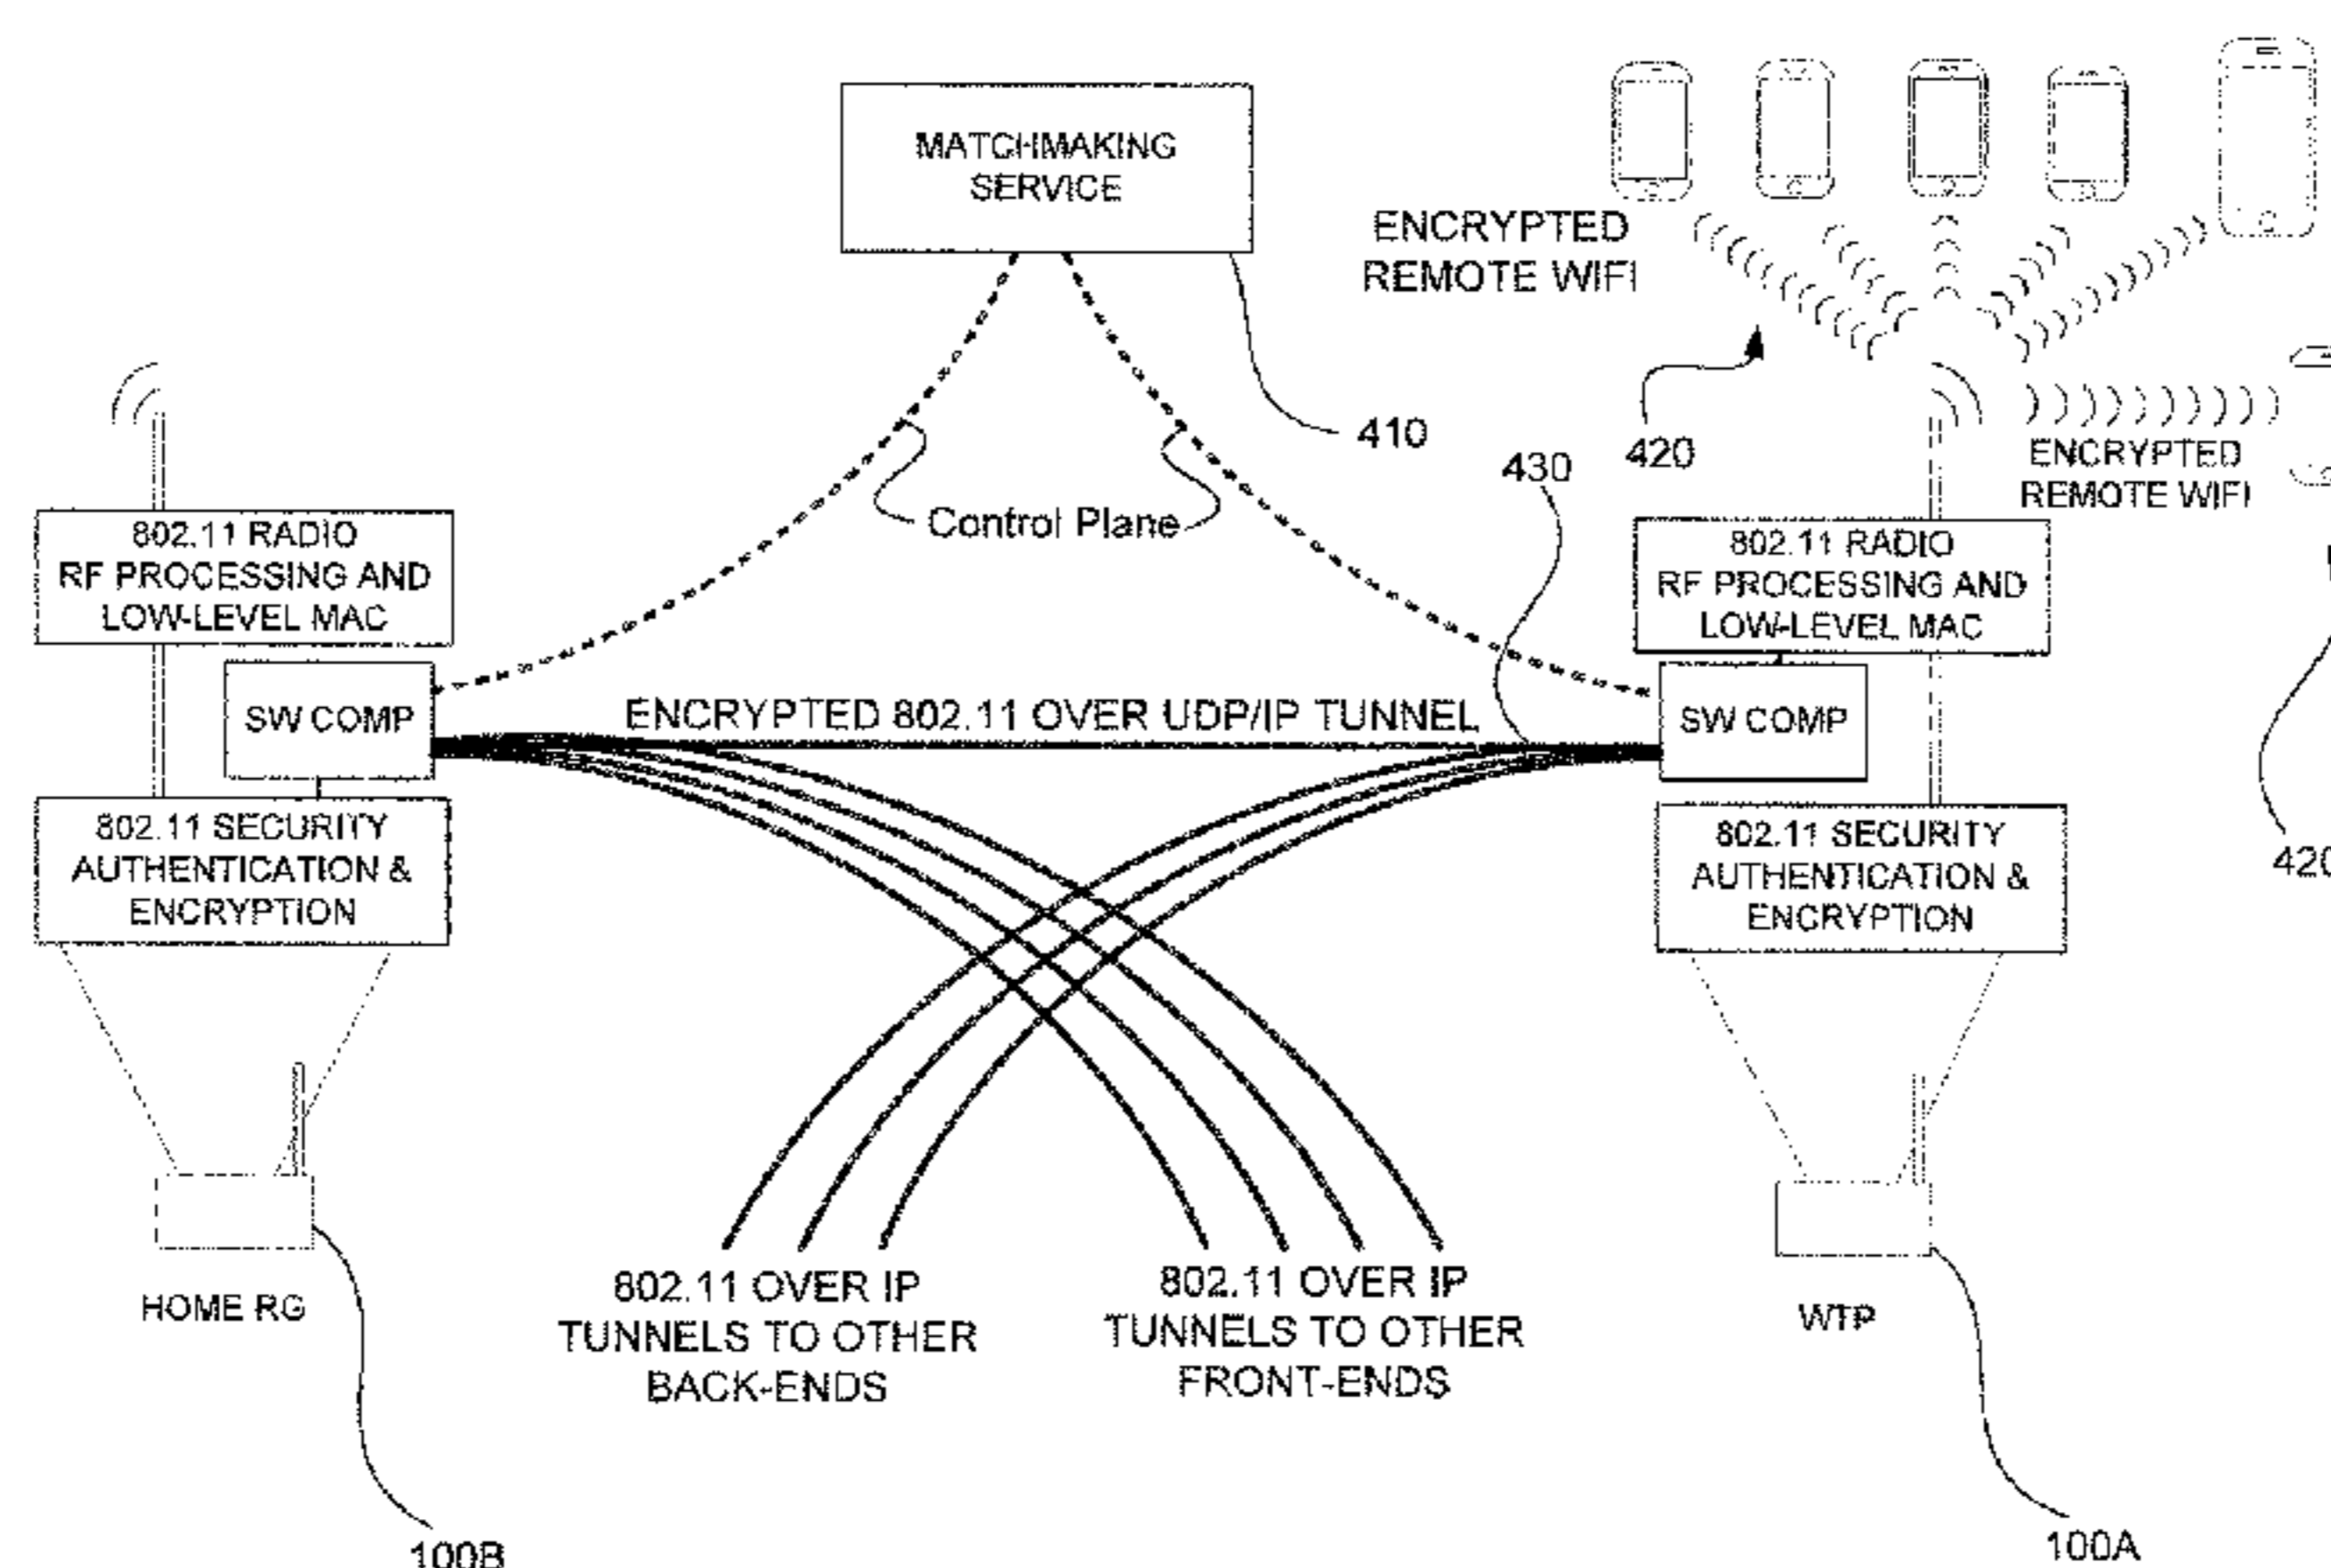 MATCHMAKING
SERVICE
ENCRYPTED
REMOTE WIFI
410
420
430
Control Plane
ENCRYPTED
REMOTE WIFI
802.11 RADIO
RF PROCESSING AND
LOW-LEVEL MAC
802.11 RADIO
RF PROCESSING AND
LOW-LEVEL MAC
SW COMP
ENCRYPTED 802.11 OVER UDP/IP TUNNEL
SW COMP
802.11 SECURITY
AUTHENTICATION &
ENCRYPTION
802.11 SECURITY
AUTHENTICATION &
ENCRYPTION
420
HOME RG
802.11 OVER IP
TUNNELS TO OTHER
BACK-ENDS
802.11 OVER IP
TUNNELS TO OTHER
FRONT-ENDS
WTP
100B
100A